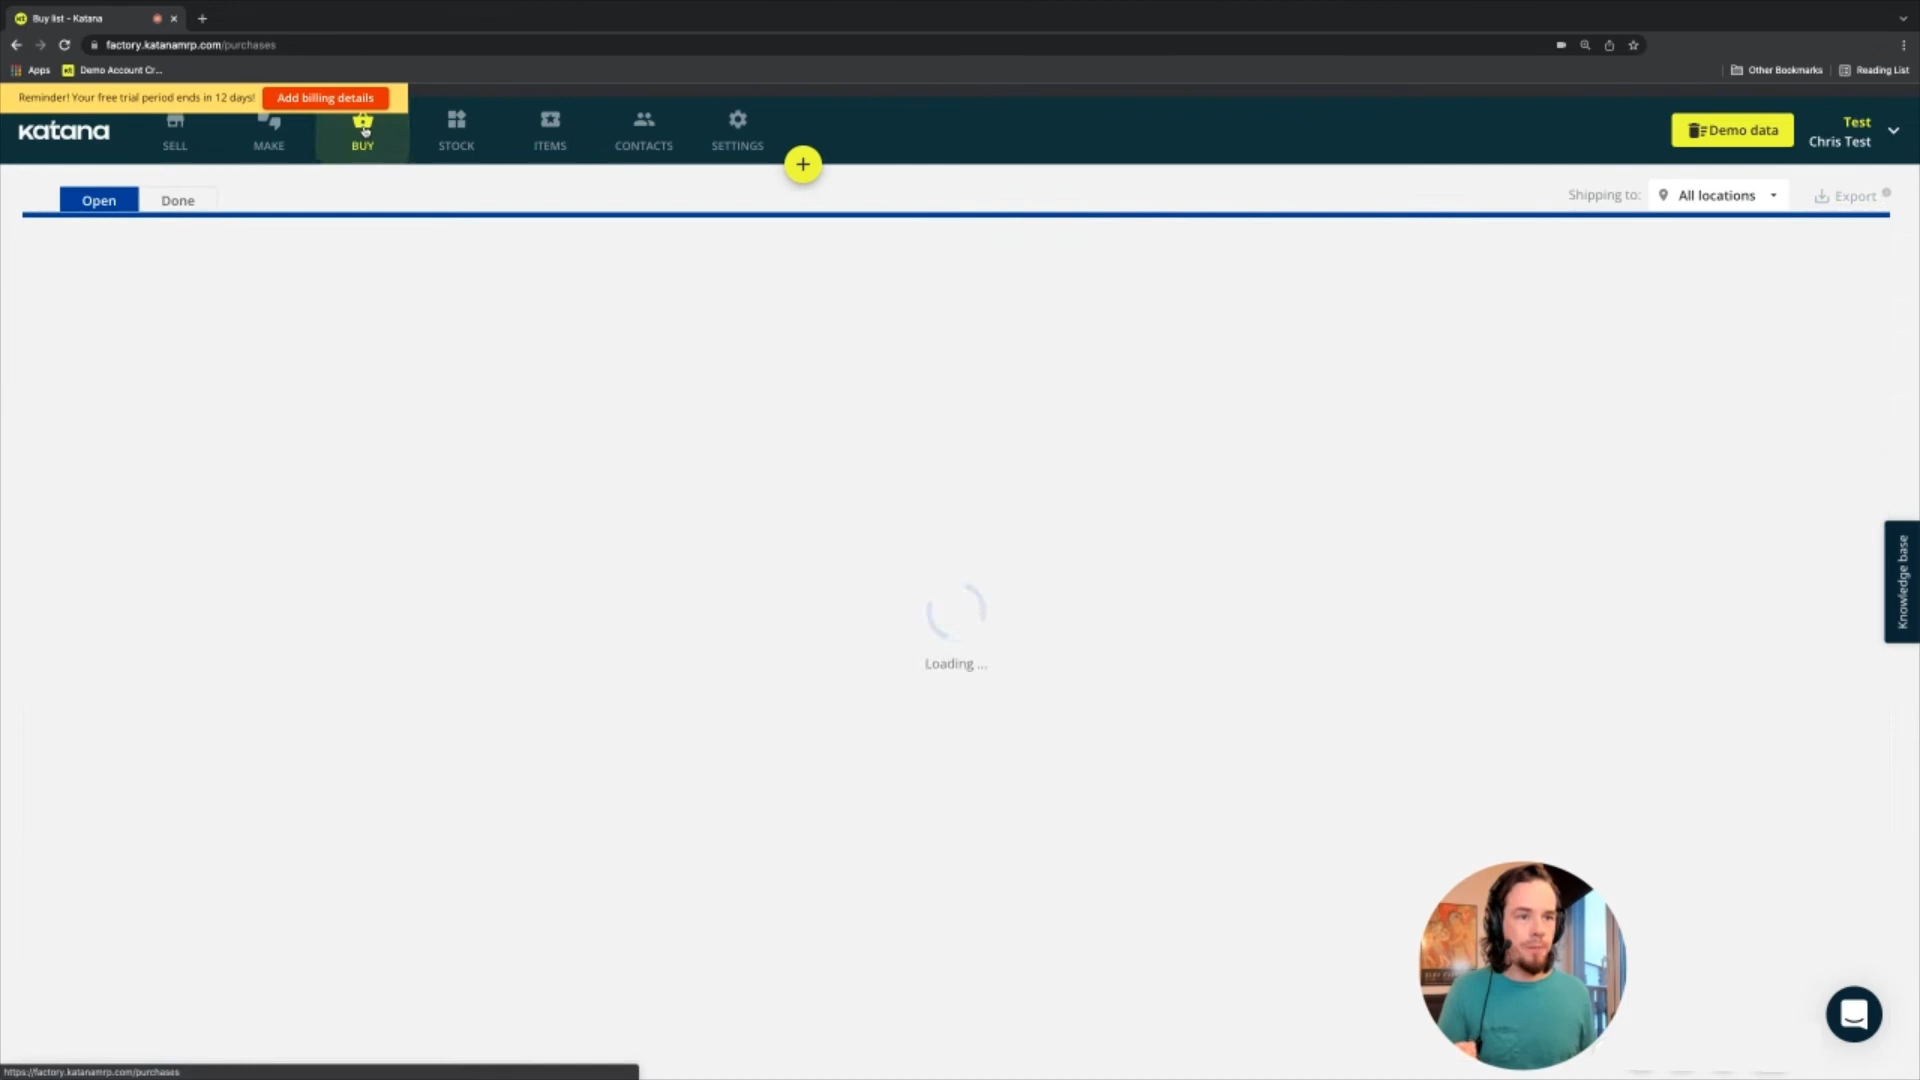 Buy list - Katana
factory.katanamrp.com/purchases
Apps
Demo Account Cr...
Other Bookmarks
Reading List
Reminder! Your free trial period ends in 12 days!
Add billing details
katana
SELL
MAKE
BUY
STOCK
ITEMS
CONTACTS
SETTINGS
+
Demo data
Test
Chris Test
Open
Done
Shipping to:
All locations
Export
Loading ...
Knowledge base
https://factory.katanamrp.com/purchases